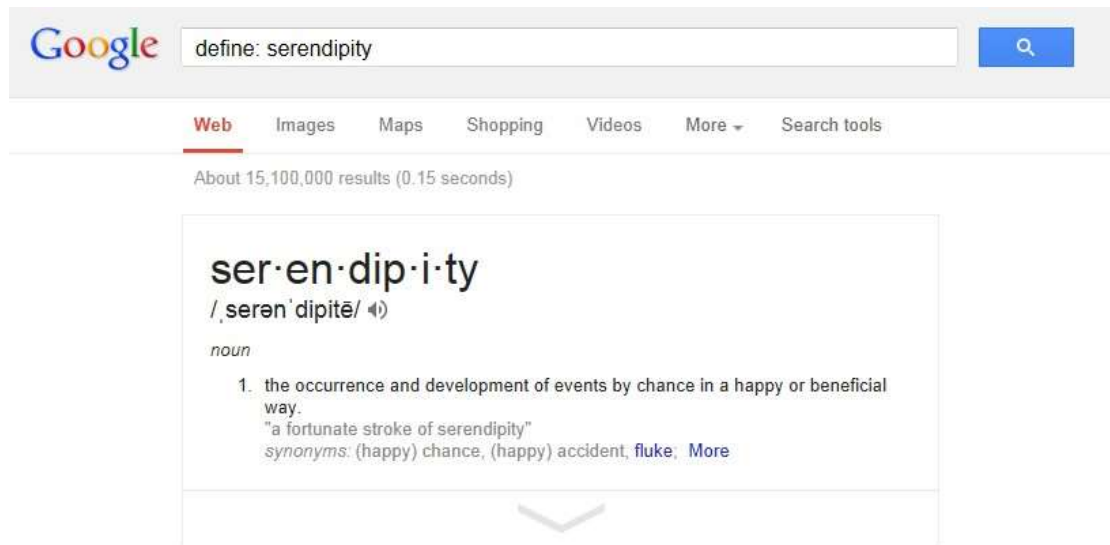 Google define: serendipity
Web Images Maps Shopping Videos More Search tools
About 15,100,000 results (0.15 seconds)
ser·en·dip·i·ty
/ˌserənˈdipitē/
noun
1. the occurrence and development of events by chance in a happy or beneficial
way.
"a fortunate stroke of serendipity"
synonyms: (happy) chance, (happy) accident, fluke; More